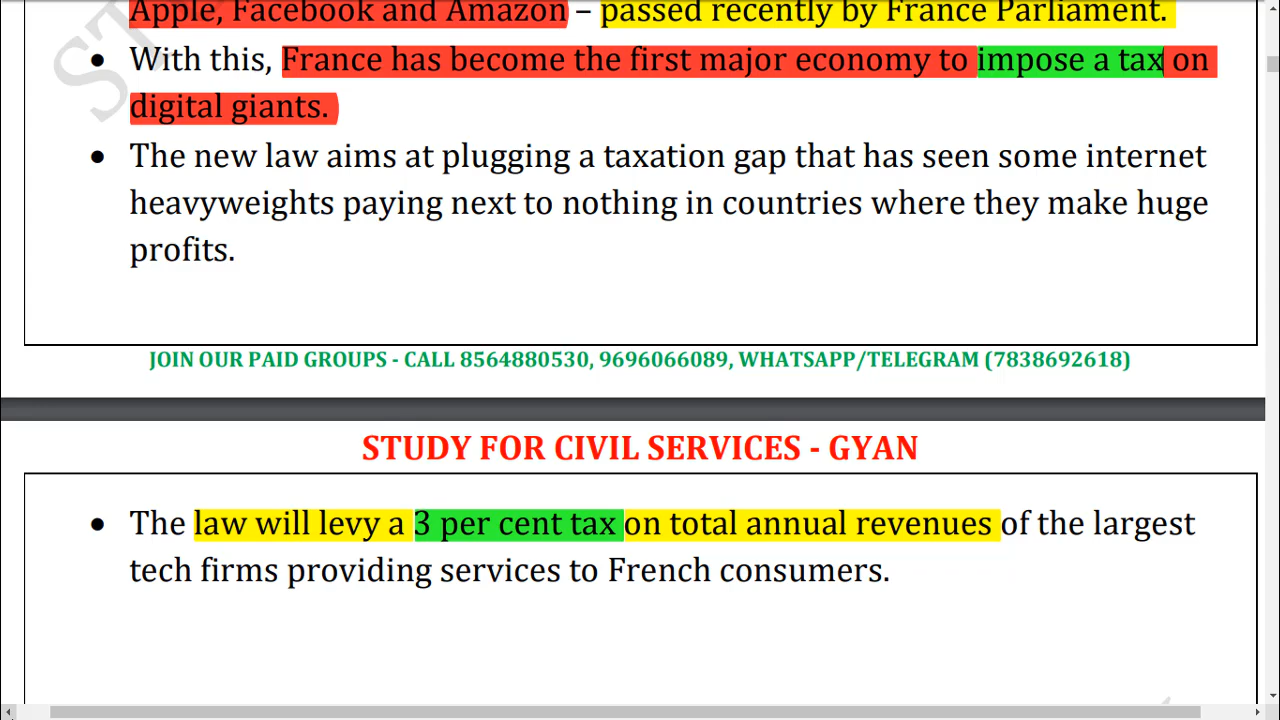 Apple, Facebook and Amazon – passed recently by France Parliament.
• With this, France has become the first major economy to impose a tax on
digital giants.
• The new law aims at plugging a taxation gap that has seen some internet
heavyweights paying next to nothing in countries where they make huge
profits.
JOIN OUR PAID GROUPS - CALL 8564880530, 9696066089, WHATSAPP/TELEGRAM (7838692618)
STUDY FOR CIVIL SERVICES - GYAN
• The law will levy a 3 per cent tax on total annual revenues of the largest
tech firms providing services to French consumers.